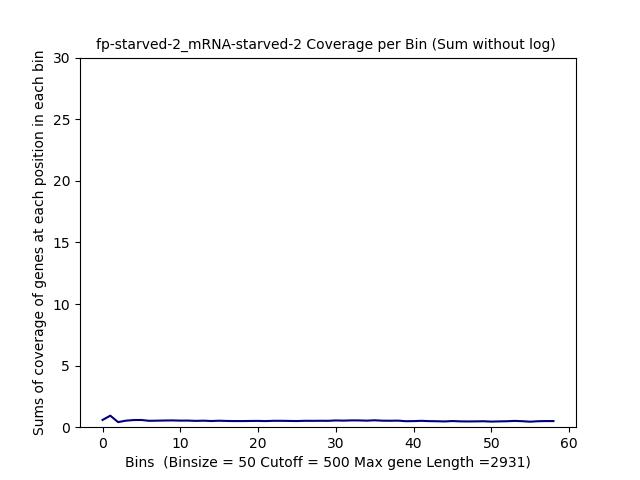 fp-starved-2_mRNA-starved-2 Coverage per Bin (Sum without log)
Sums of coverage of genes at each position in each bin
30
25
20
15
10
5
0
0 10 20 30 40 50 60
Bins  (Binsize = 50 Cutoff = 500 Max gene Length =2931)